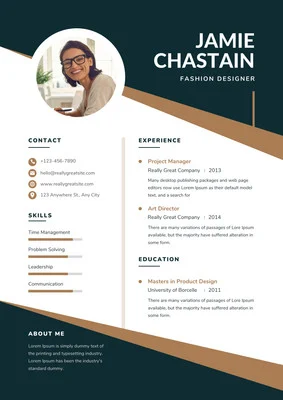 JAMIE
CHASTAIN
FASHION DESIGNER
CONTACT
+123-456-7890
hello@reallygreatsite.com
www.reallygreatsite.com
123 Anywhere St., Any City
SKILLS
Time Management
Problem Solving
Leadership
Communication
ABOUT ME
Lorem ipsum is simply dummy
text of the printing and typesetting
industry. Lorem Ipsum has been
the industry's standard.
EXPERIENCE
Project Manager
Really Great Company | 2013
Many desktop publishing packages and web page
editors now use Lorem Ipsum as their default
model text, and a search.
Art Director
Really Great Company | 2014
There are many variations of passages of Lorem Ipsum
available, but the majority have suffered alteration
in some form.
EDUCATION
Masters in Product Design
University of Borcelle | 2011
There are many variations of passages of Lorem Ipsum
available, but the majority have suffered alteration
in some form.